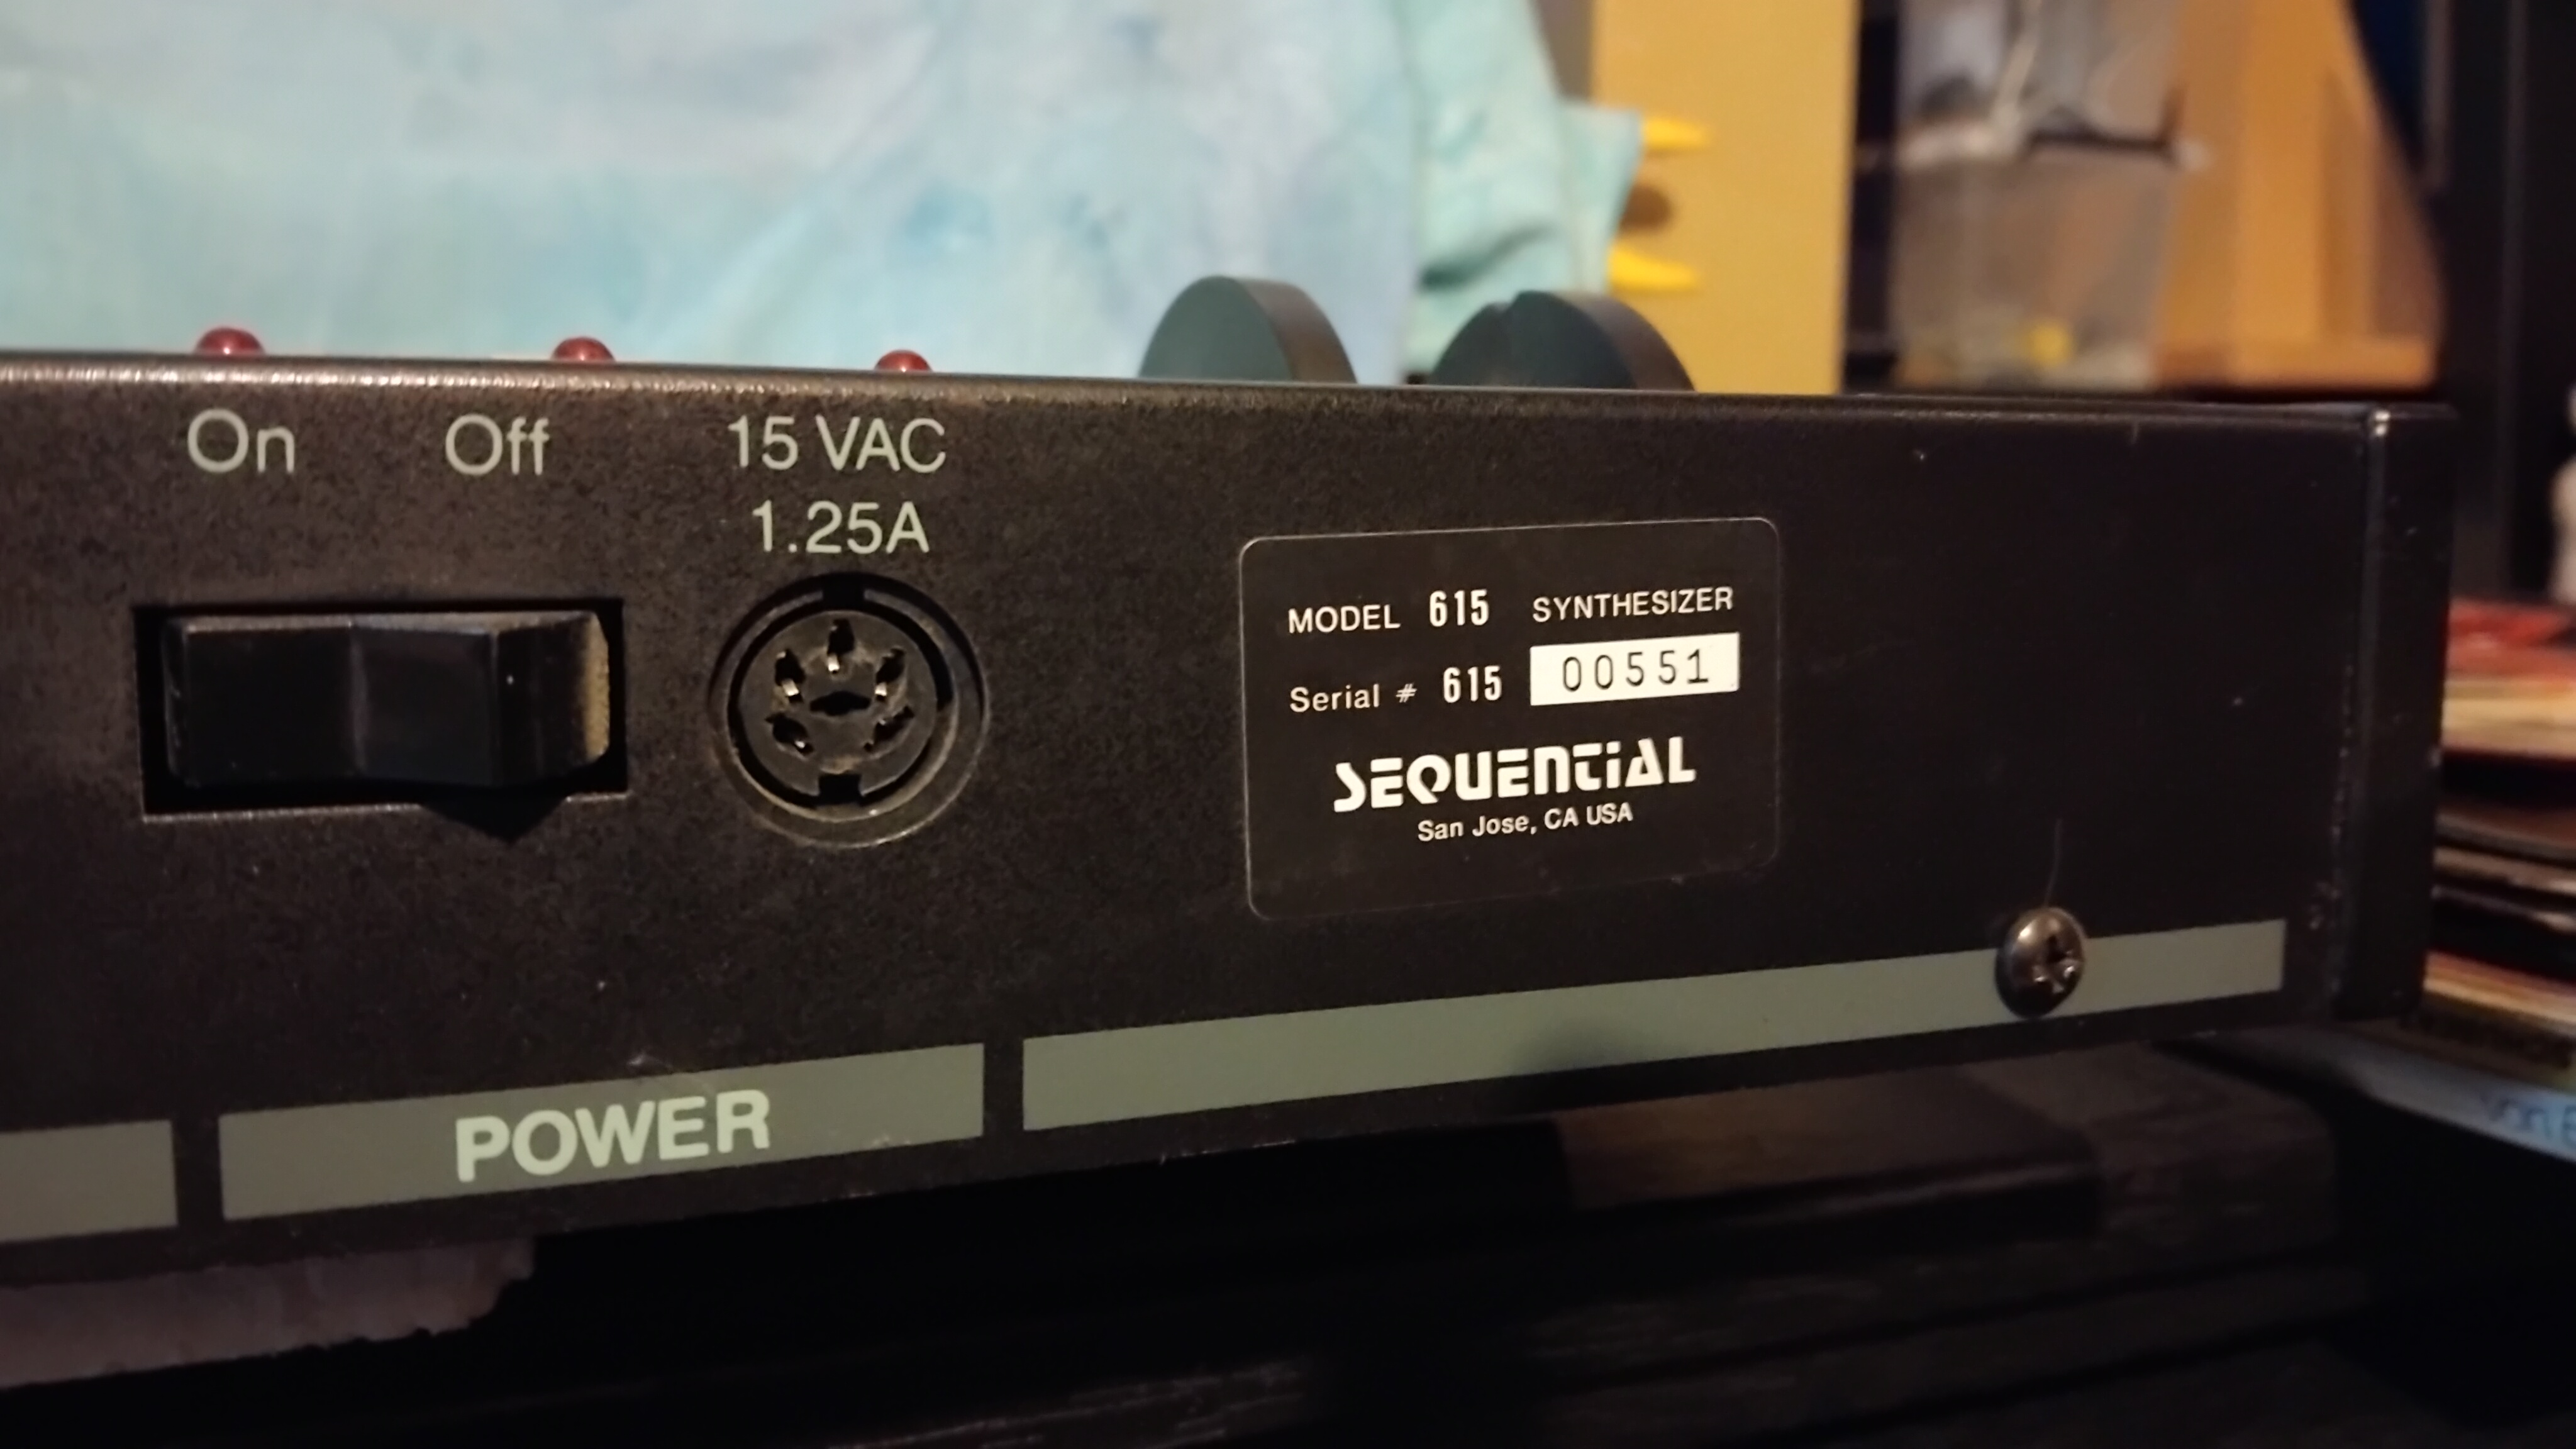 On Off 15 VAC
1.25A
MODEL 615 SYNTHESIZER
Serial # 615 00551
SEQUENTiAL
San Jose, CA USA
POWER